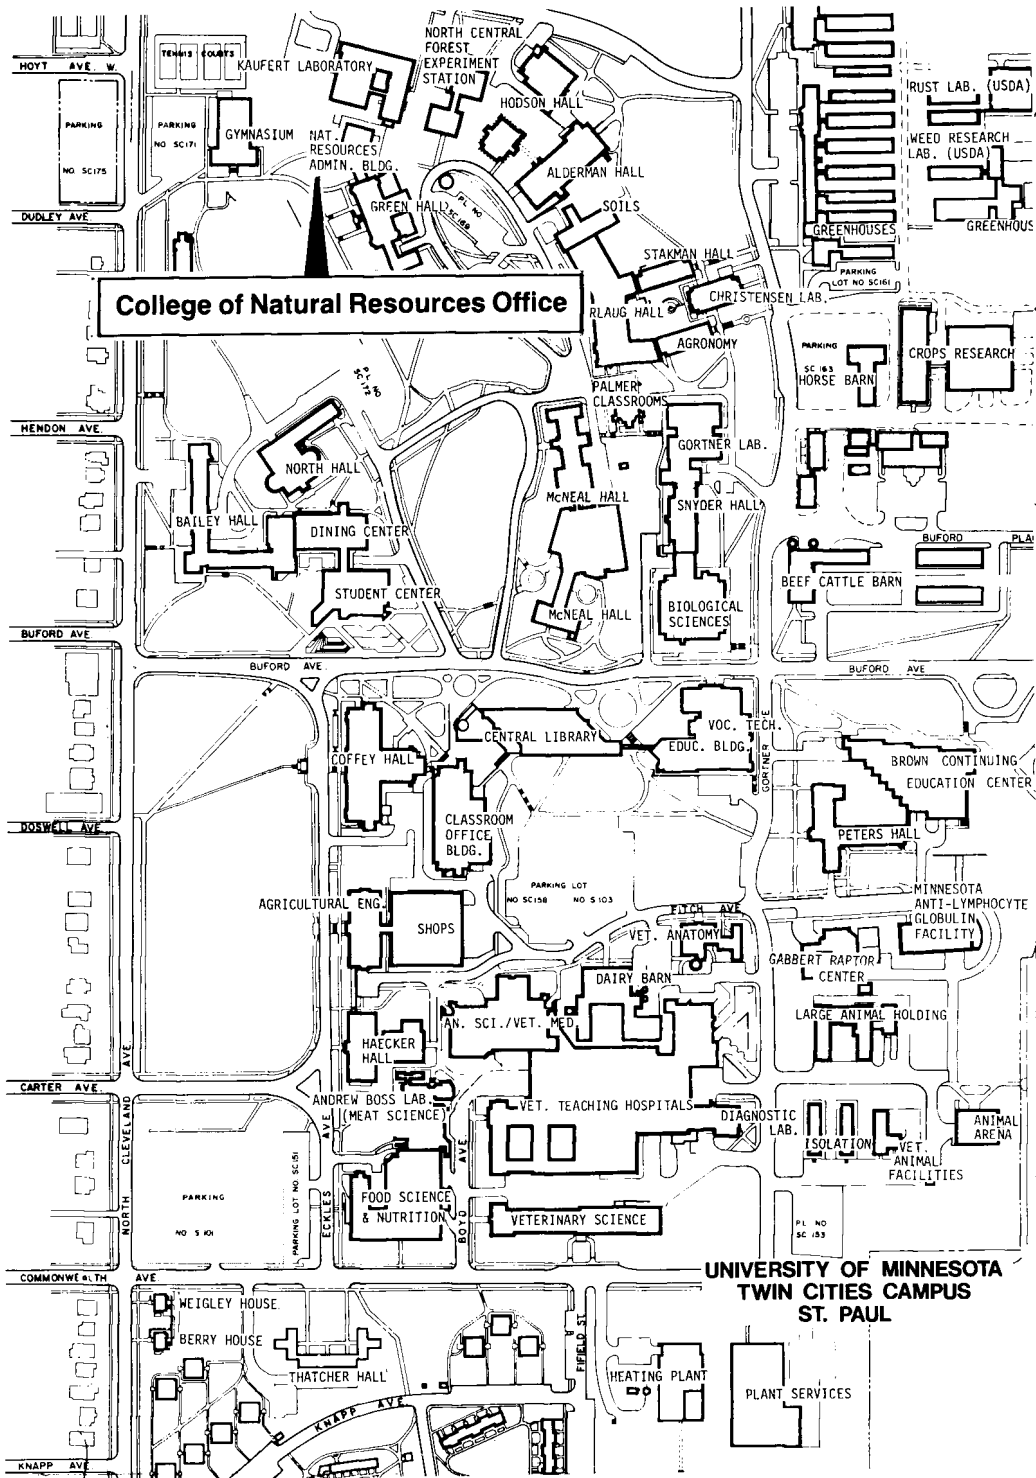 NORTH CENTRAL
FOREST
EXPERIMENT
STATION
TENNIS COURTS
HOYT AVE. W.
KAUFERT LABORATORY
RUST LAB. (USDA)
HODSON HALL
PARKING
NO. SC175
PARKING
NO SC171
GYMNASIUM
NAT.
RESOURCES
ADMIN. BLDG.
WEED RESEARCH
LAB. (USDA)
ALDERMAN HALL
GREEN HALL
PL NO
SC 169
SOILS
DUDLEY AVE.
GREENHOUSES
GREENHOUS
STAKMAN HALL
PARKING
LOT NO SC161
College of Natural Resources Office
CHRISTENSEN LAB.
RLAUG HALL
AGRONOMY
PARKING
SC 163
HORSE BARN
CROPS RESEARCH
PL NO
SC 172
PALMER
CLASSROOMS
HENDON AVE.
GORTNER LAB.
NORTH HALL
McNEAL HALL
SNYDER HALL
BAILEY HALL
DINING CENTER
BUFORD PLA
BEEF CATTLE BARN
STUDENT CENTER
McNEAL HALL
BIOLOGICAL
SCIENCES
BUFORD AVE
BUFORD AVE.
BUFORD AVE
VOC. TECH.
EDUC. BLDG.
CENTRAL LIBRARY
COFFEY HALL
GORTNER AVE
BROWN CONTINUING
EDUCATION CENTER
CLASSROOM
OFFICE
BLDG.
DOSWELL AVE.
PETERS HALL
PARKING LOT
NO SC158 NO S 103
MINNESOTA
ANTI-LYMPHOCYTE
GLOBULIN
FACILITY
AGRICULTURAL ENG.
SHOPS
FITCH AVE
VET. ANATOMY
GABBERT RAPTOR
CENTER
DAIRY BARN
AN. SCI./VET. MED
LARGE ANIMAL HOLDING
HAECKER
HALL
CARTER AVE.
NORTH CLEVELAND AVE
ANDREW BOSS LAB.
(MEAT SCIENCE)
VET. TEACHING HOSPITALS
DIAGNOSTIC
LAB.
ISOLATION
VET.
ANIMAL
FACILITIES
ANIMAL
ARENA
PARKING
NO S 101
PARKING LOT NO. SC151
ECKLES AVE
FOOD SCIENCE
& NUTRITION
BOYD AVE
VETERINARY SCIENCE
PL NO
SC 153
COMMONWEALTH AVE
UNIVERSITY OF MINNESOTA
TWIN CITIES CAMPUS
ST. PAUL
WEIGLEY HOUSE
BERRY HOUSE
THATCHER HALL
FIFIELD ST.
HEATING PLANT
PLANT SERVICES
KNAPP AVE
KNAPP AVE